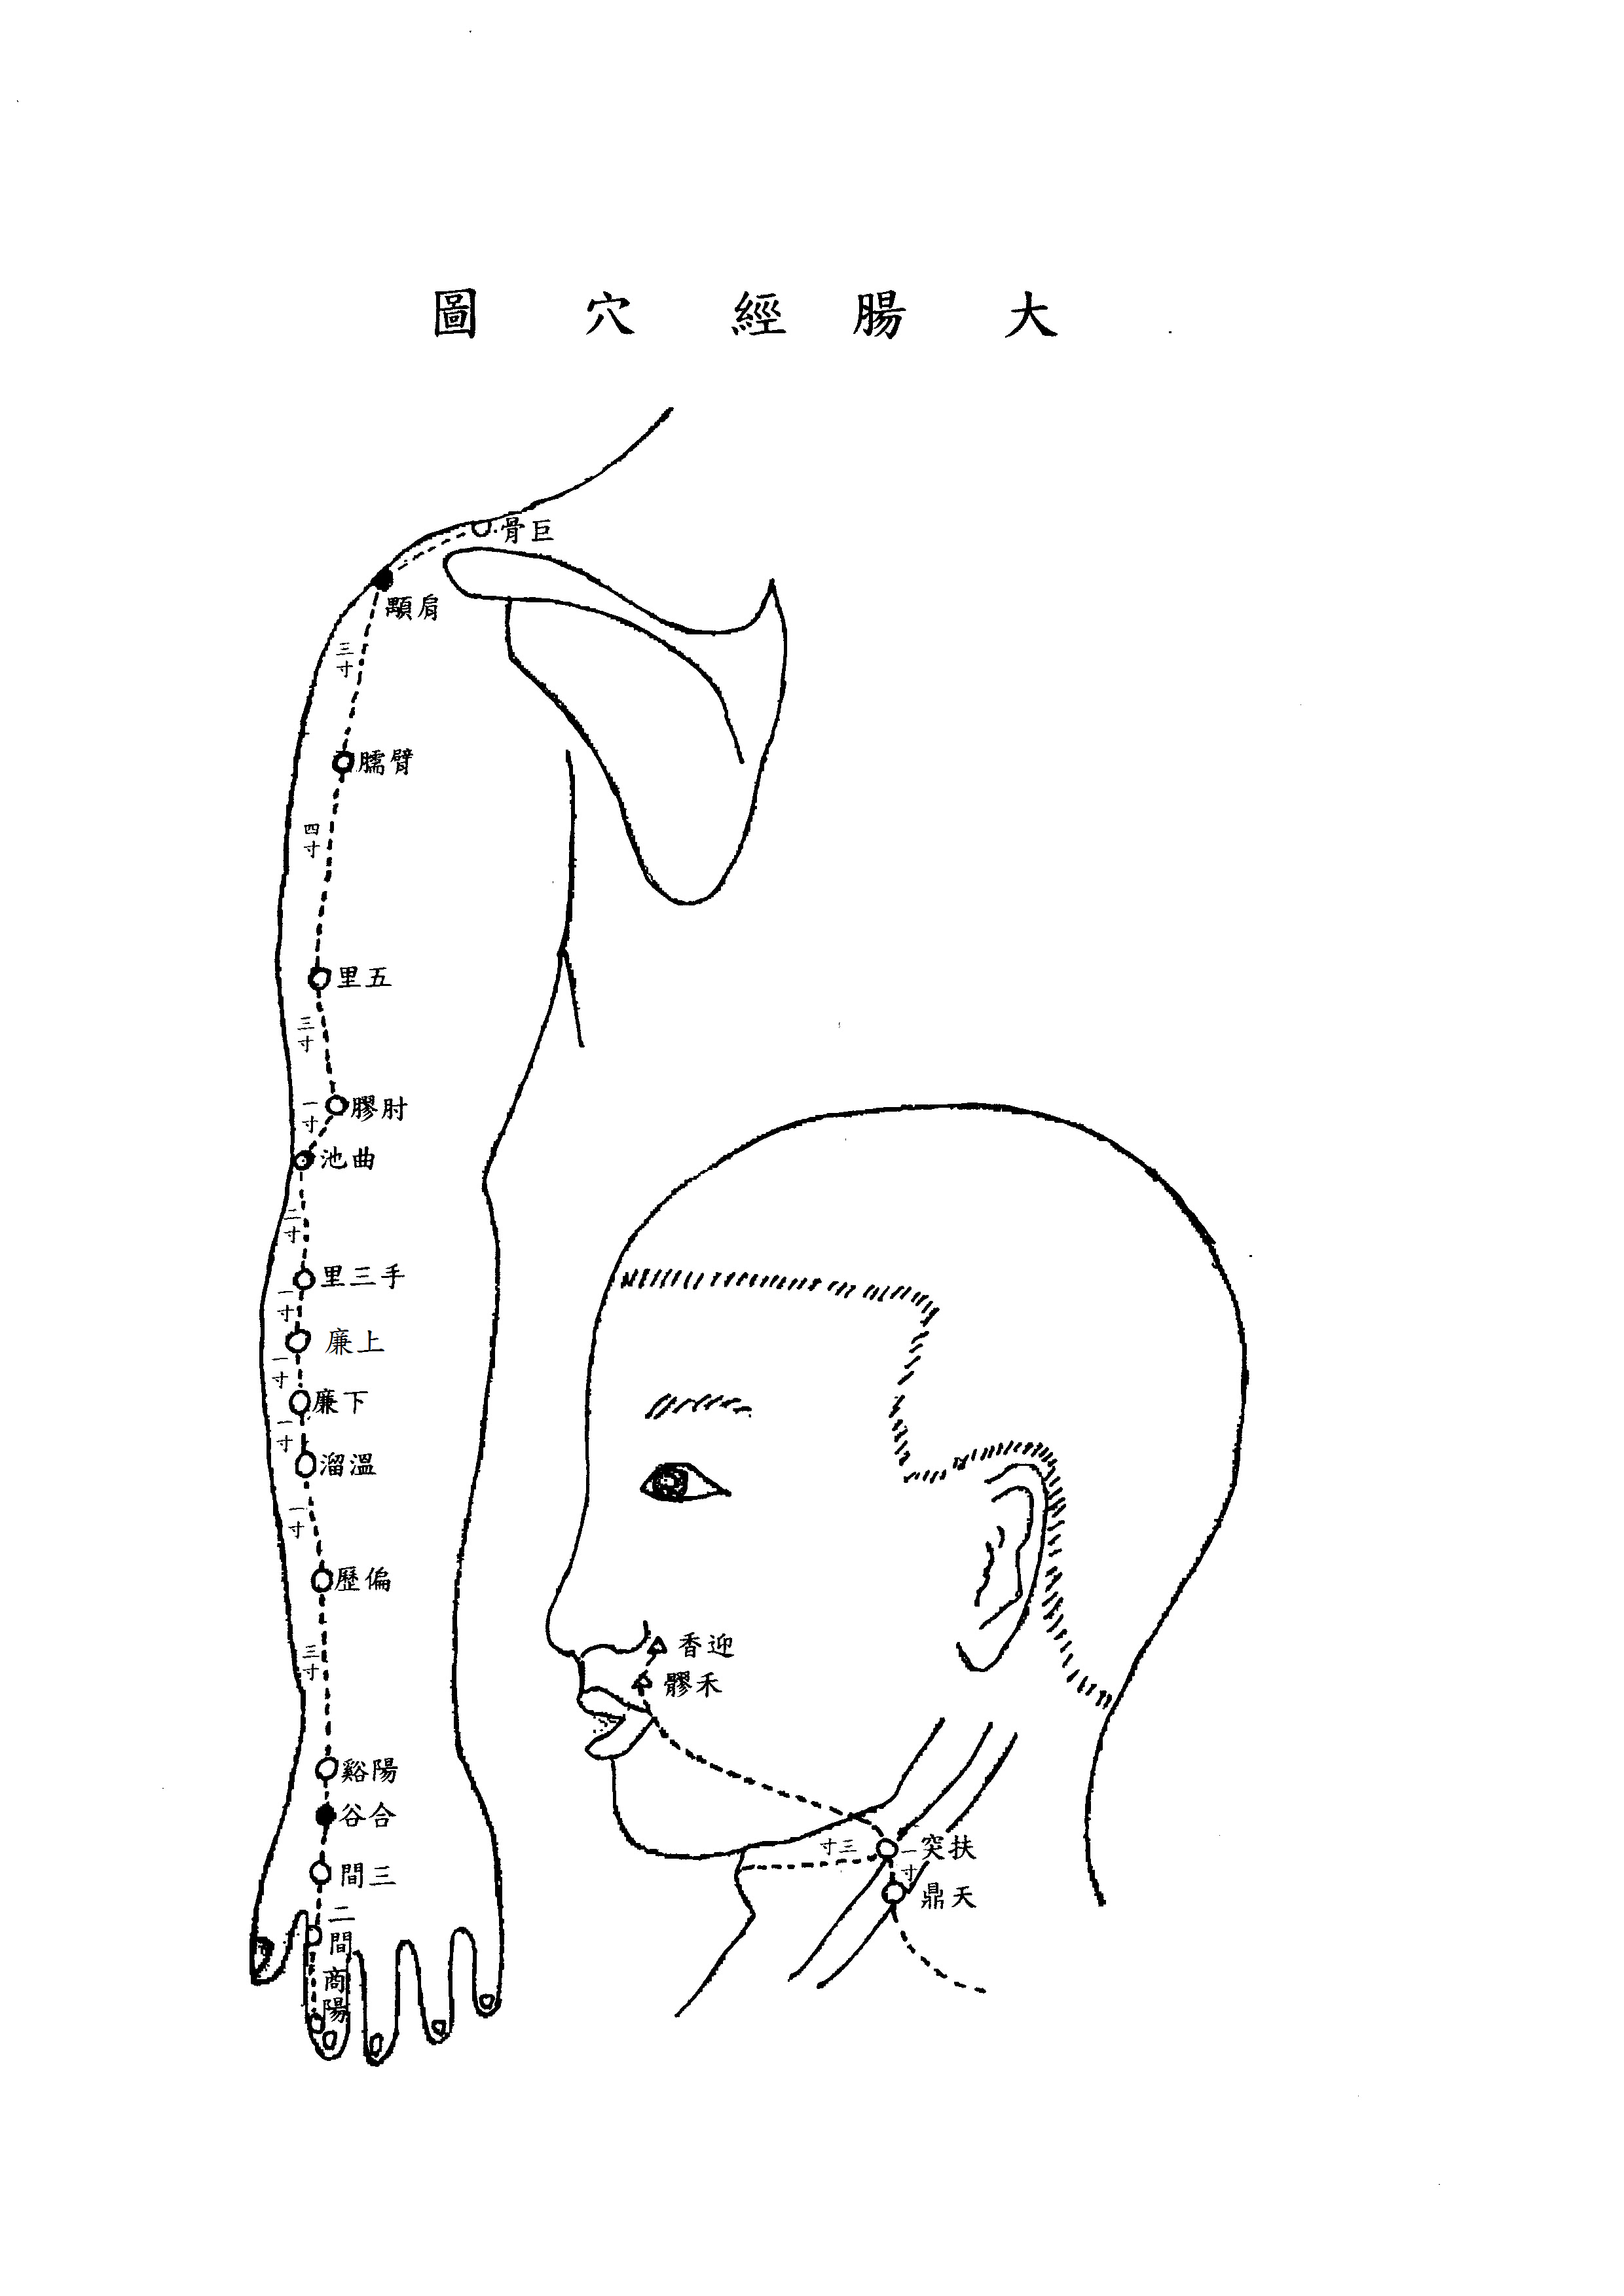 大腸經穴圖
巨骨
肩顒
三寸
臂臑
四寸
五里
三寸
肘膠
一寸
曲池
二寸
手三里
一寸
上廉
一寸
下廉
一寸
溫溜
一寸
偏歷
三寸
陽谿
合谷
三間
二間
商陽
迎香
禾髎
扶突
三寸
一寸
天鼎